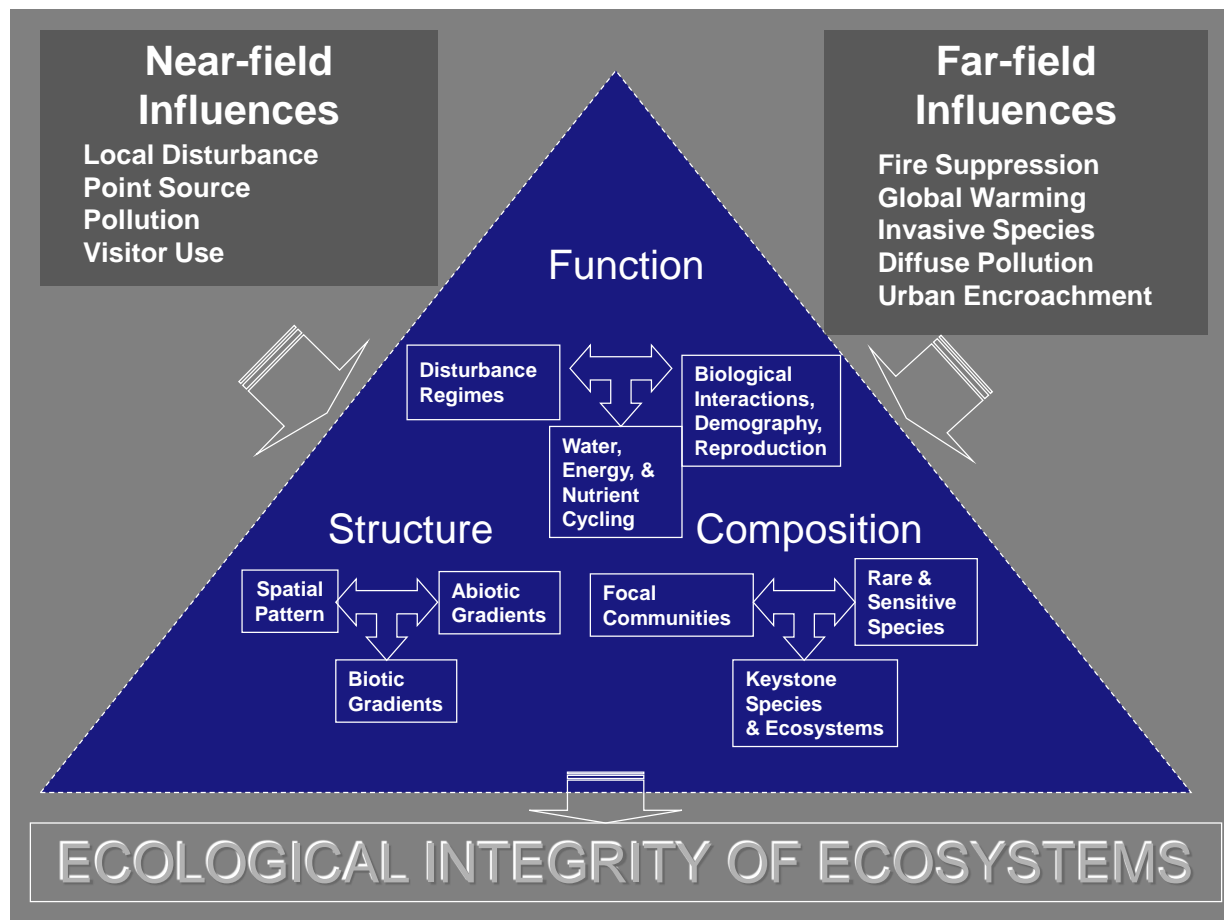 Near-field
Influences
Local Disturbance
Point Source
Pollution
Visitor Use
Far-field
Influences
Fire Suppression
Global Warming
Invasive Species
Diffuse Pollution
Urban Encroachment
Function
Disturbance
Regimes
Biological
Interactions,
Demography,
Reproduction
Water,
Energy, &
Nutrient
Cycling
Structure
Spatial
Pattern
Abiotic
Gradients
Biotic
Gradients
Composition
Focal
Communities
Rare &
Sensitive
Species
Keystone
Species
& Ecosystems
ECOLOGICAL INTEGRITY OF ECOSYSTEMS